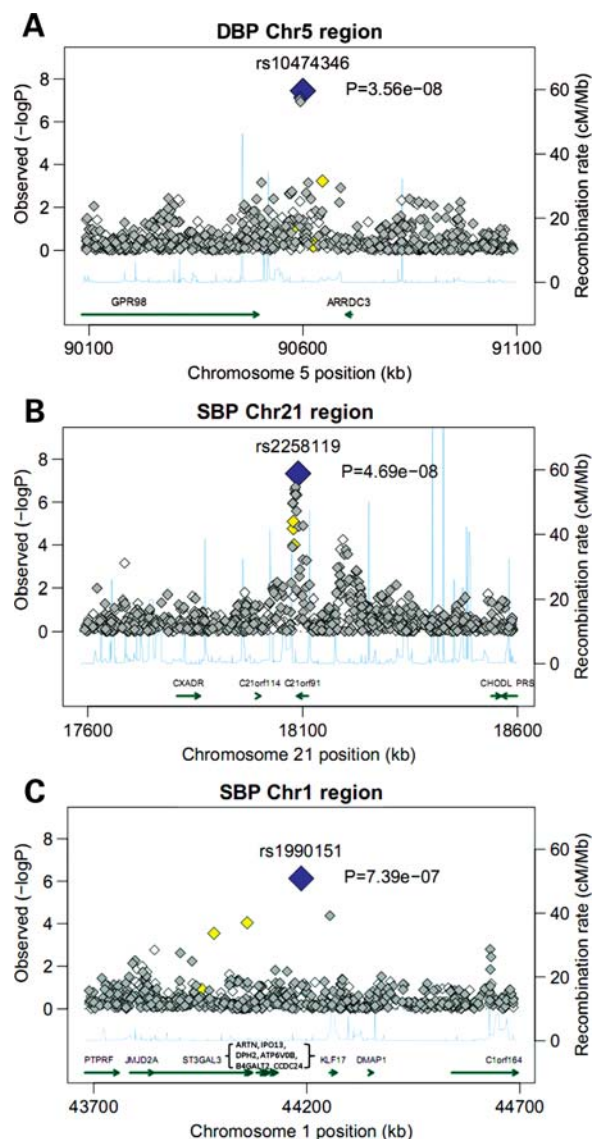 A
DBP Chr5 region
rs10474346
P=3.56e-08
Observed (−logP)
8
6
4
2
0
Recombination rate (cM/Mb)
60
40
20
0
GPR98
ARRDC3
90100
90600
91100
Chromosome 5 position (kb)
B
SBP Chr21 region
rs2258119
P=4.69e-08
Observed (−logP)
8
6
4
2
0
Recombination rate (cM/Mb)
60
40
20
0
CXADR
C21orf114
C21orf91
CHODL
PRS
17600
18100
18600
Chromosome 21 position (kb)
C
SBP Chr1 region
rs1990151
P=7.39e-07
Observed (−logP)
8
6
4
2
0
Recombination rate (cM/Mb)
60
40
20
0
ARTN, IPO13,
PTPRF
JMJD2A
ST3GAL3
DPH2, ATP6V0B,
KLF17
DMAP1
C1orf164
B4GALT2, CCDC24
43700
44200
44700
Chromosome 1 position (kb)